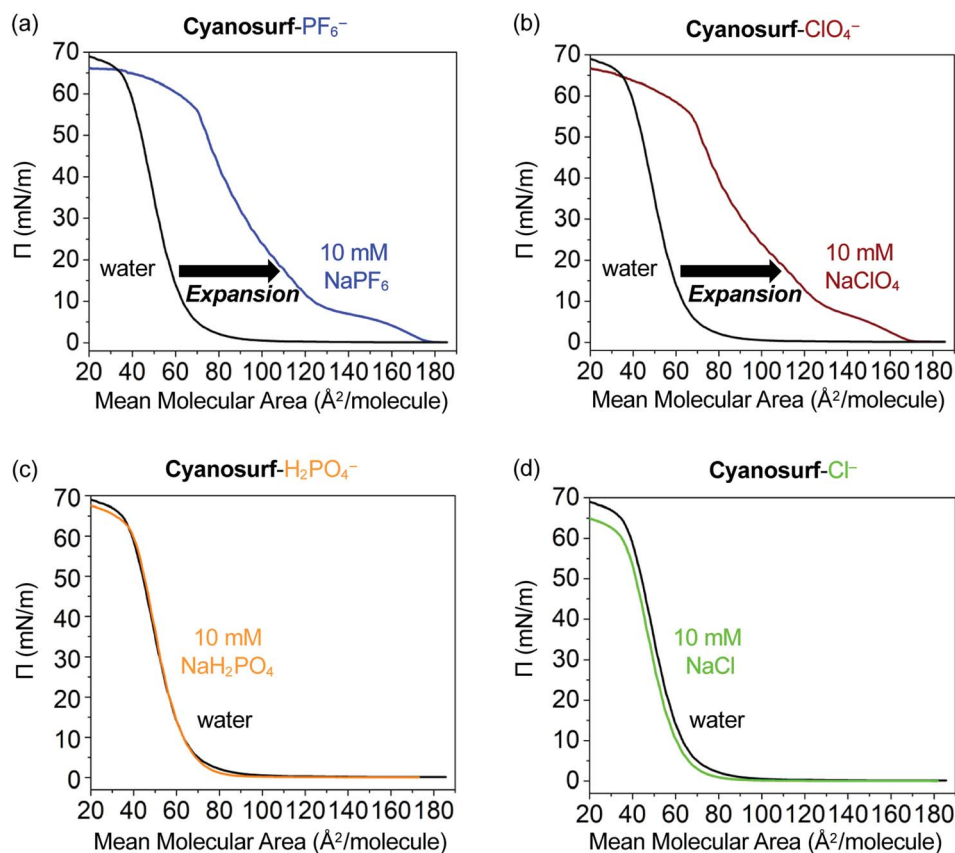 (a)
Cyanosurf-PF₆⁻
70
60
50
40
30
20
10
0
Π (mN/m)
water
Expansion
10 mM
NaPF₆
20 40 60 80 100 120 140 160 180
Mean Molecular Area (Å²/molecule)
(b)
Cyanosurf-ClO₄⁻
70
60
50
40
30
20
10
0
Π (mN/m)
water
Expansion
10 mM
NaClO₄
20 40 60 80 100 120 140 160 180
Mean Molecular Area (Å²/molecule)
(c)
Cyanosurf-H₂PO₄⁻
70
60
50
40
30
20
10
0
Π (mN/m)
10 mM
NaH₂PO₄
water
20 40 60 80 100 120 140 160 180
Mean Molecular Area (Å²/molecule)
(d)
Cyanosurf-Cl⁻
70
60
50
40
30
20
10
0
Π (mN/m)
10 mM
NaCl
water
20 40 60 80 100 120 140 160 180
Mean Molecular Area (Å²/molecule)